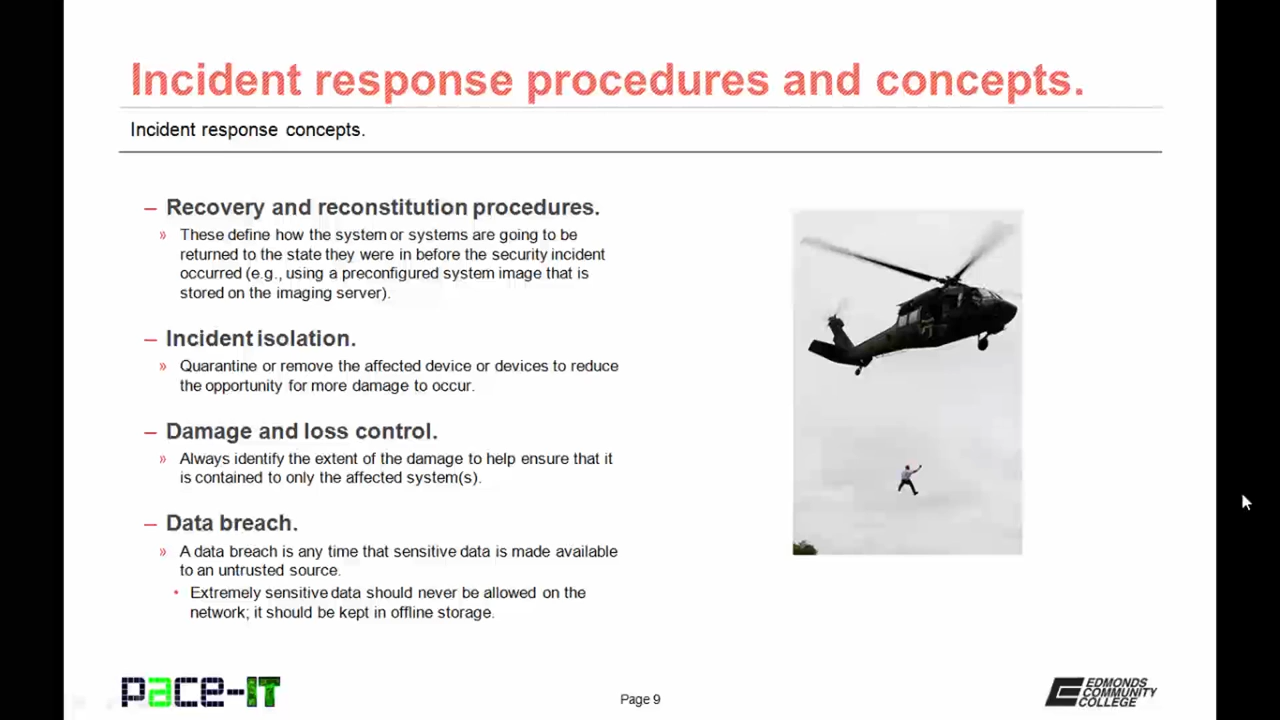 Incident response procedures and concepts.
Incident response concepts.
– Recovery and reconstitution procedures.
» These define how the system or systems are going to be
returned to the state they were in before the security incident
occurred (e.g., using a preconfigured system image that is
stored on the imaging server).
– Incident isolation.
» Quarantine or remove the affected device or devices to reduce
the opportunity for more damage to occur.
– Damage and loss control.
» Always identify the extent of the damage to help ensure that it
is contained to only the affected system(s).
– Data breach.
» A data breach is any time that sensitive data is made available
to an untrusted source.
• Extremely sensitive data should never be allowed on the
network; it should be kept in offline storage.
pace-IT
Page 9
EDMONDS
COMMUNITY
COLLEGE